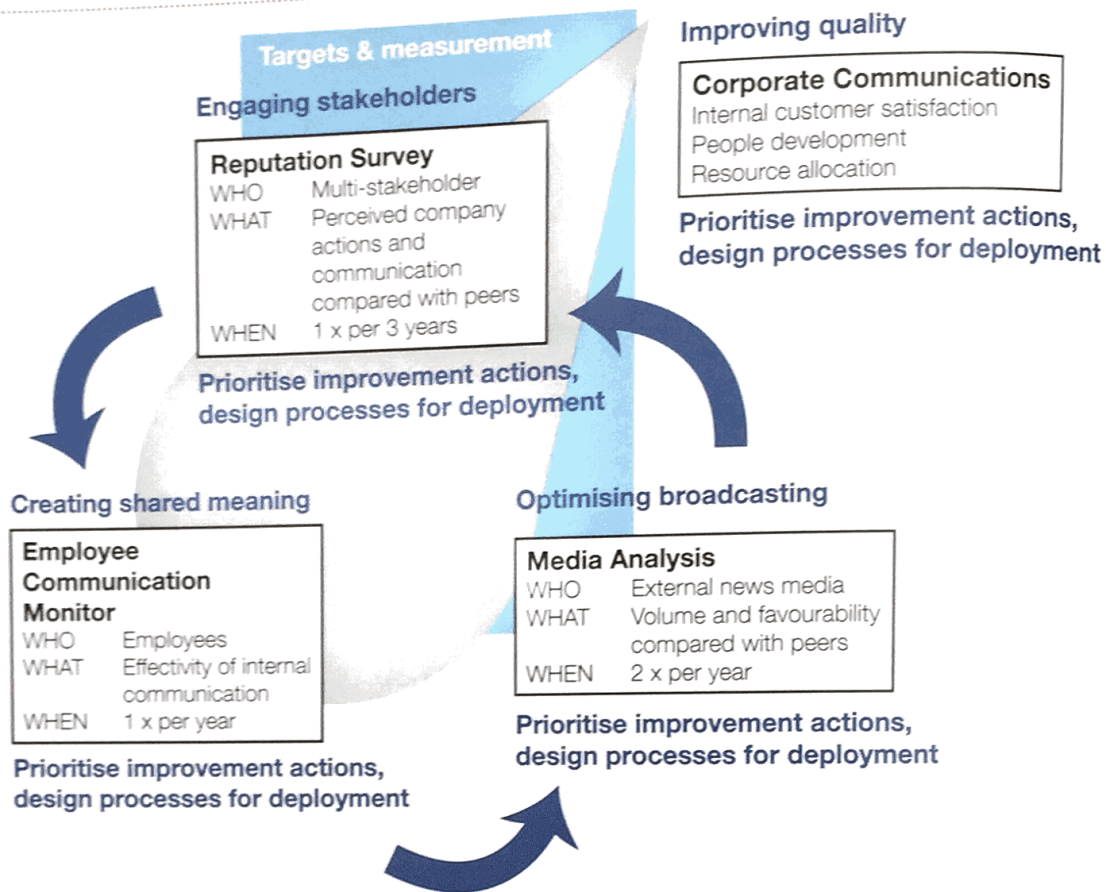 Targets & measurement
Engaging stakeholders
Reputation Survey
WHO Multi-stakeholder
WHAT Perceived company
actions and
communication
compared with peers
WHEN 1 x per 3 years
Prioritise improvement actions,
design processes for deployment
Improving quality
Corporate Communications
Internal customer satisfaction
People development
Resource allocation
Prioritise improvement actions,
design processes for deployment
Creating shared meaning
Employee
Communication
Monitor
WHO Employees
WHAT Effectivity of internal
communication
WHEN 1 x per year
Prioritise improvement actions,
design processes for deployment
Optimising broadcasting
Media Analysis
WHO External news media
WHAT Volume and favourability
compared with peers
WHEN 2 x per year
Prioritise improvement actions,
design processes for deployment